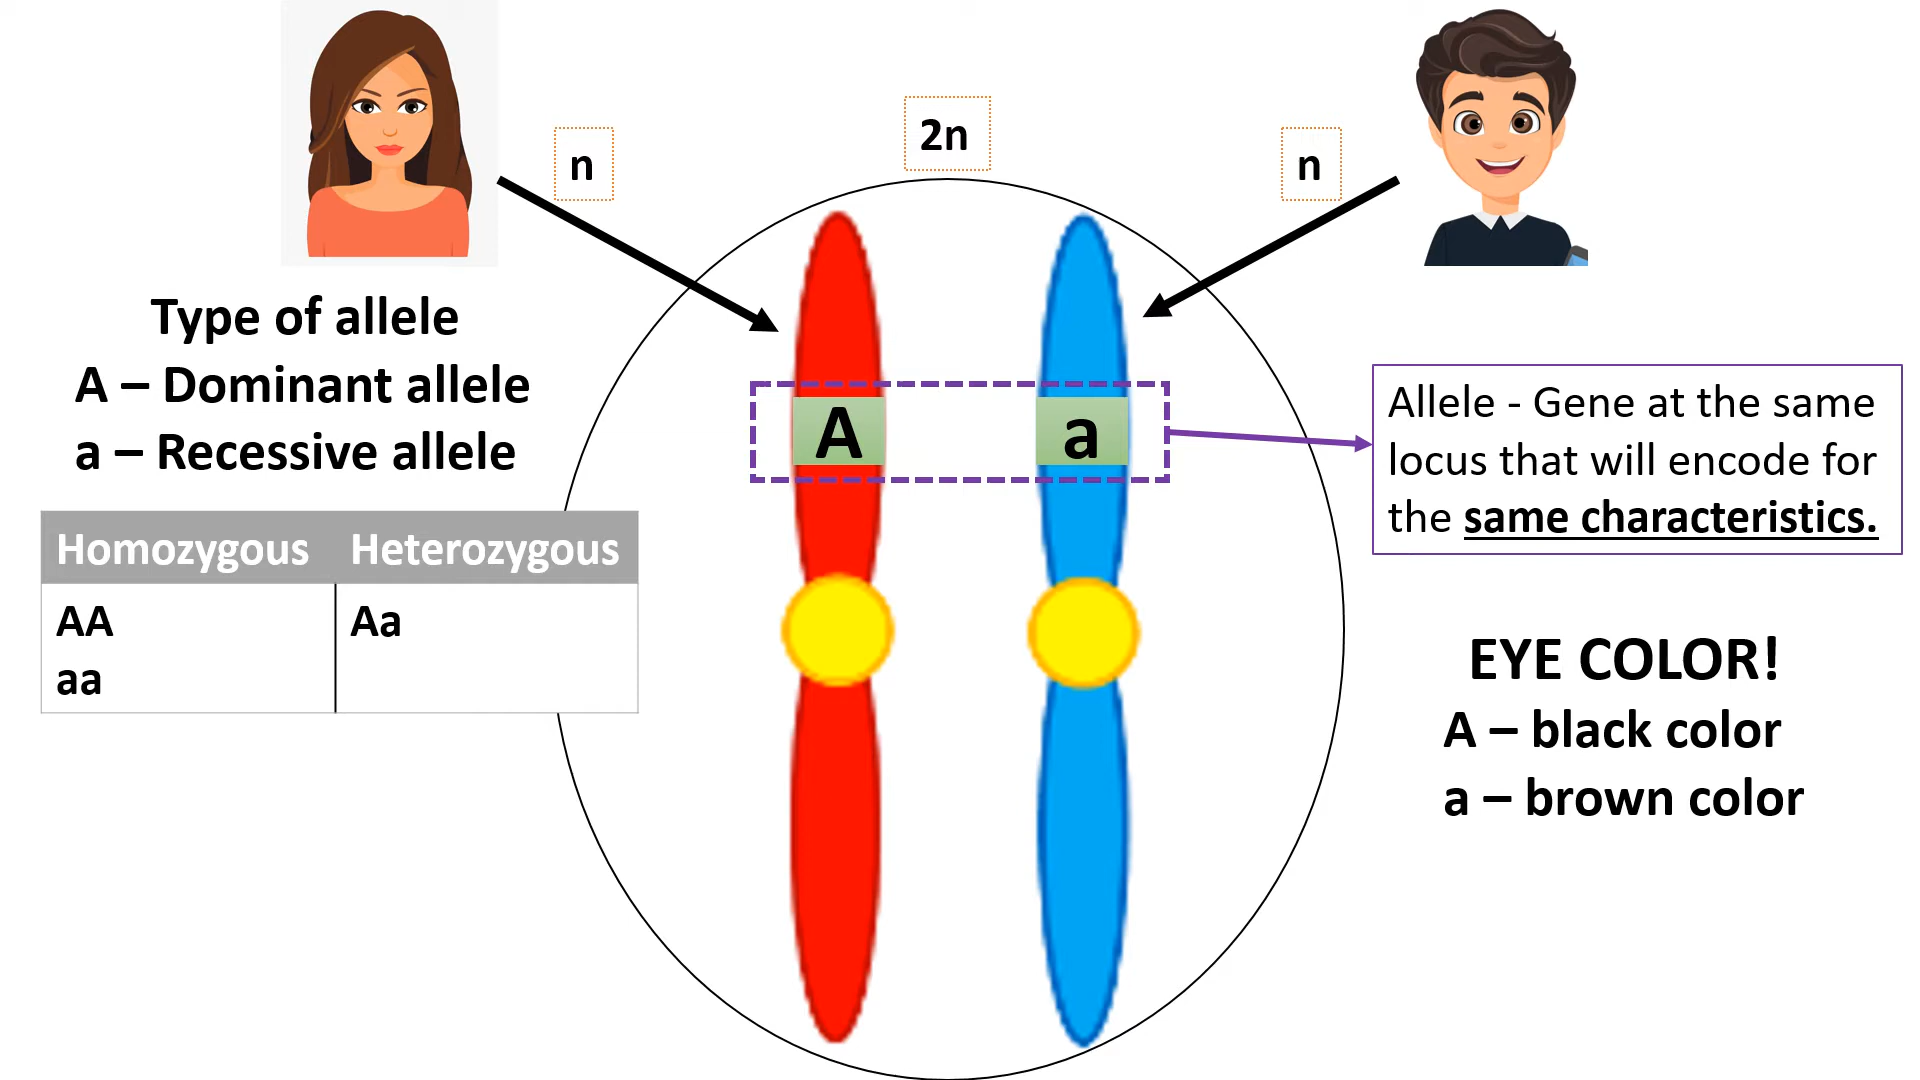 n
2n
n
Type of allele
A – Dominant allele
a – Recessive allele
Homozygous Heterozygous
AA Aa
aa
A
a
Allele - Gene at the same
locus that will encode for
the same characteristics.
EYE COLOR!
A – black color
a – brown color